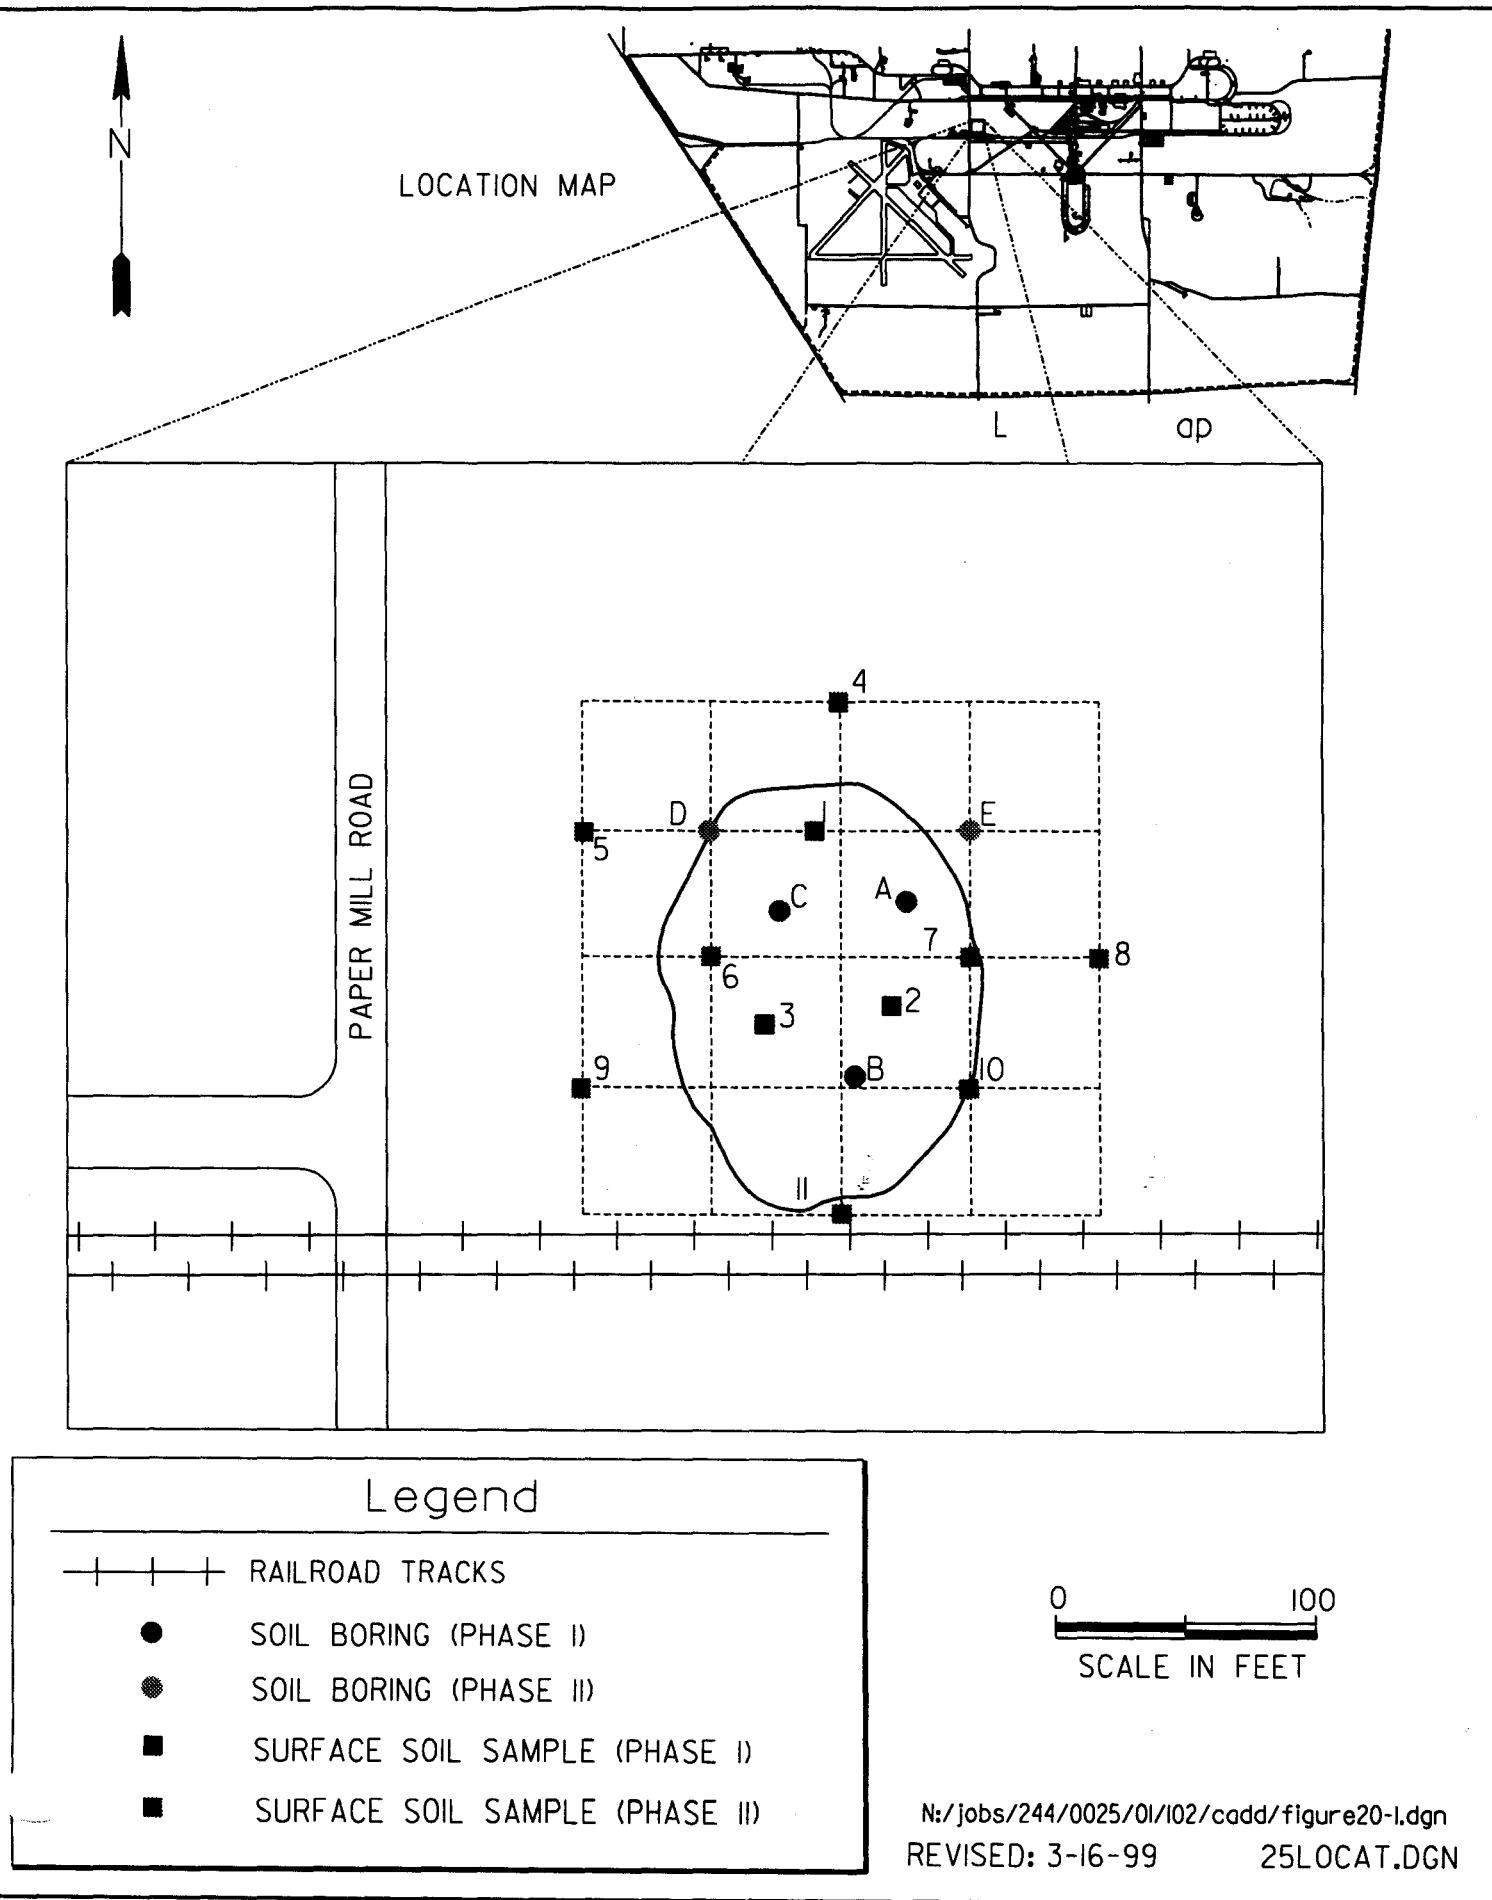 N
LOCATION MAP
L ap
4
D
1
E
5
PAPER MILL ROAD
C
A
7
8
6
3
2
9
B
10
11
Legend
RAILROAD TRACKS
SOIL BORING (PHASE I)
SOIL BORING (PHASE II)
SURFACE SOIL SAMPLE (PHASE I)
SURFACE SOIL SAMPLE (PHASE II)
0 100
SCALE IN FEET
N:/jobs/244/0025/01/102/cadd/figure20-1.dgn
REVISED: 3-16-99 25LOCAT.DGN